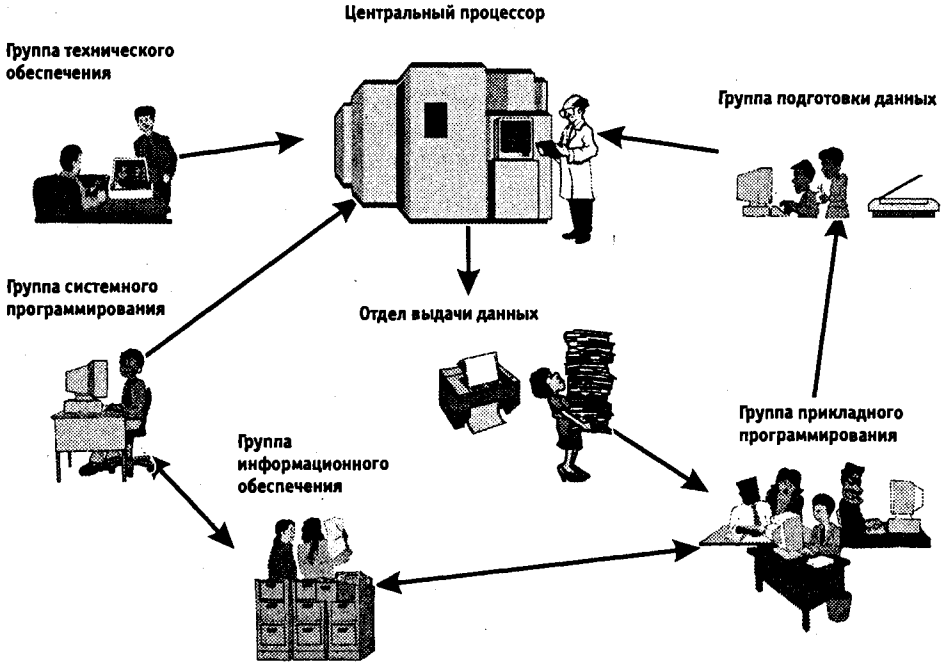 Центральный процессор
Группа технического
обеспечения
Группа подготовки данных
Группа системного
программирования
Отдел выдачи данных
Группа прикладного
программирования
Группа
информационного
обеспечения